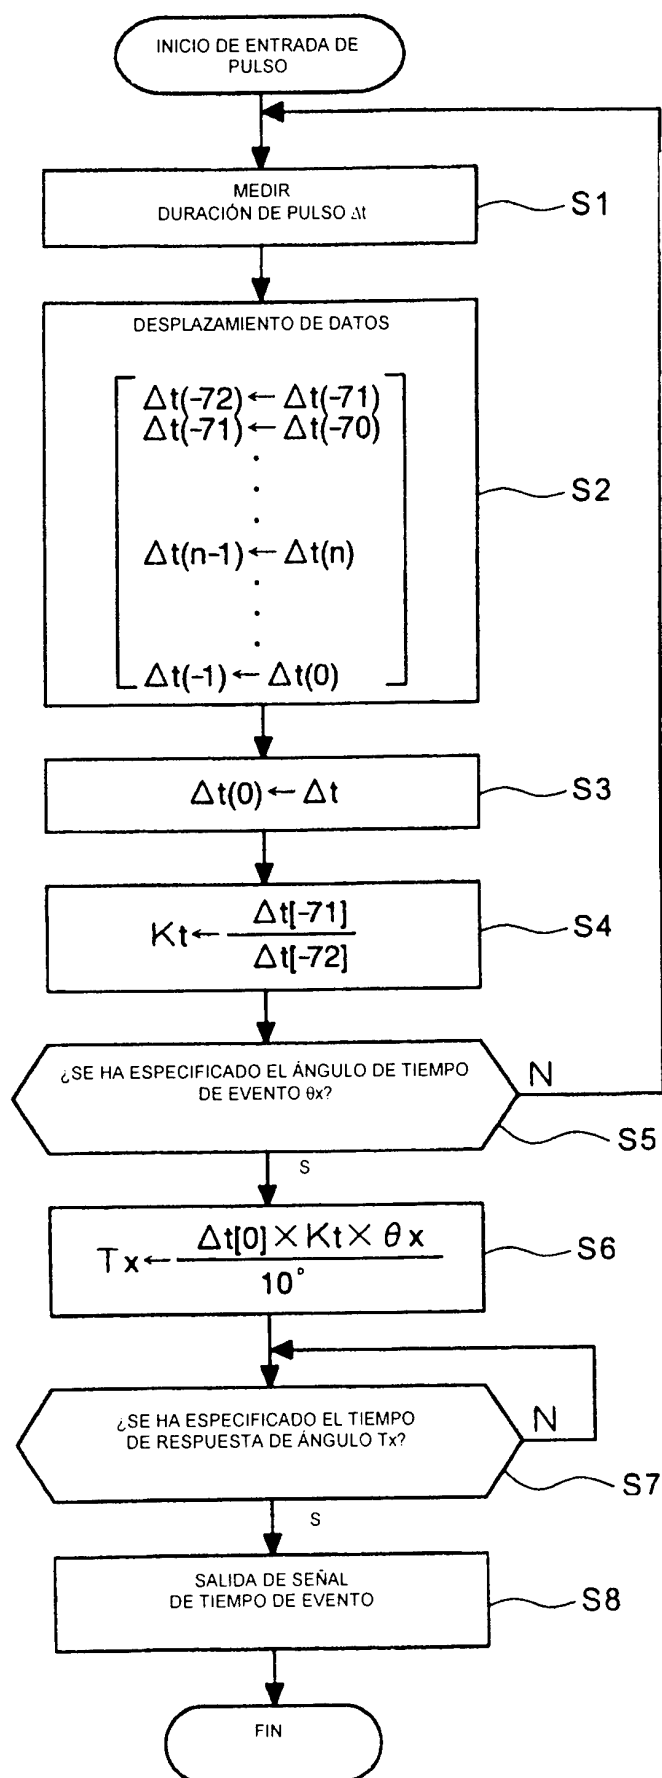 INICIO DE ENTRADA DE
PULSO
MEDIR
DURACIÓN DE PULSO Δt
S1
DESPLAZAMIENTO DE DATOS
Δt(-72) ← Δt(-71)
Δt(-71) ← Δt(-70)
.
.
.
Δt(n-1) ← Δt(n)
.
.
.
Δt(-1) ← Δt(0)
S2
Δt(0) ← Δt
S3
Kt ← Δt[-71]
Δt[-72]
S4
¿SE HA ESPECIFICADO EL ÁNGULO DE TIEMPO
DE EVENTO θx?
N
S5
S
Tx ← Δt[0] × Kt × θx
10°
S6
¿SE HA ESPECIFICADO EL TIEMPO
DE RESPUESTA DE ÁNGULO Tx?
N
S7
S
SALIDA DE SEÑAL
DE TIEMPO DE EVENTO
S8
FIN